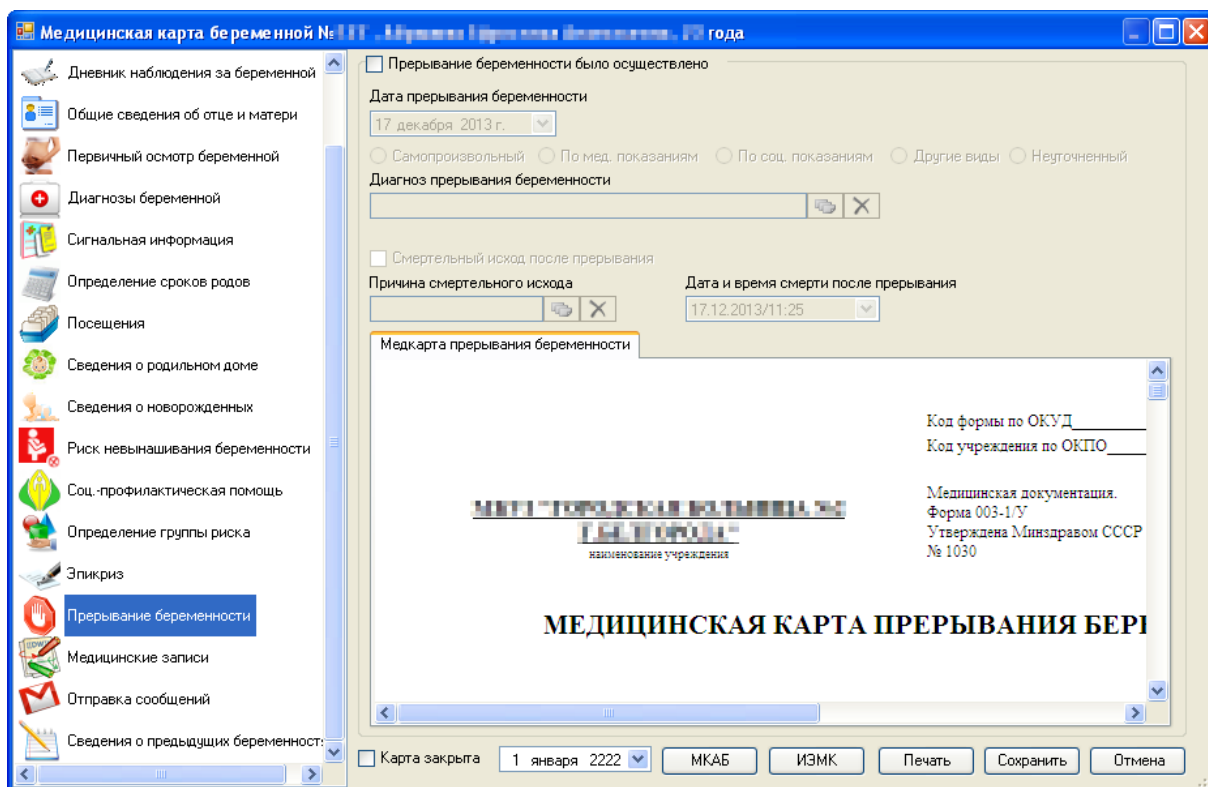 Медицинская карта беременной № года
Дневник наблюдения за беременной
Общие сведения об отце и матери
Первичный осмотр беременной
Диагнозы беременной
Сигнальная информация
Определение сроков родов
Посещения
Сведения о родильном доме
Сведения о новорожденных
Риск невынашивания беременности
Соц.-профилактическая помощь
Определение группы риска
Эпикриз
Прерывание беременности
Медицинские записи
Отправка сообщений
Сведения о предыдущих беременност
Прерывание беременности было осуществлено
Дата прерывания беременности
17 декабря 2013 г.
Самопроизвольный По мед. показаниям По соц. показаниям Другие виды Неуточненный
Диагноз прерывания беременности
Смертельный исход после прерывания
Причина смертельного исхода Дата и время смерти после прерывания
17.12.2013/11:25
Медкарта прерывания беременности
Код формы по ОКУД
Код учреждения по ОКПО
Медицинская документация.
Форма 003-1/У
Утверждена Минздравом СССР
№ 1030
наименование учреждения
МЕДИЦИНСКАЯ КАРТА ПРЕРЫВАНИЯ БЕРЕ
Карта закрыта 1 января 2222 МКАБ ИЭМК Печать Сохранить Отмена